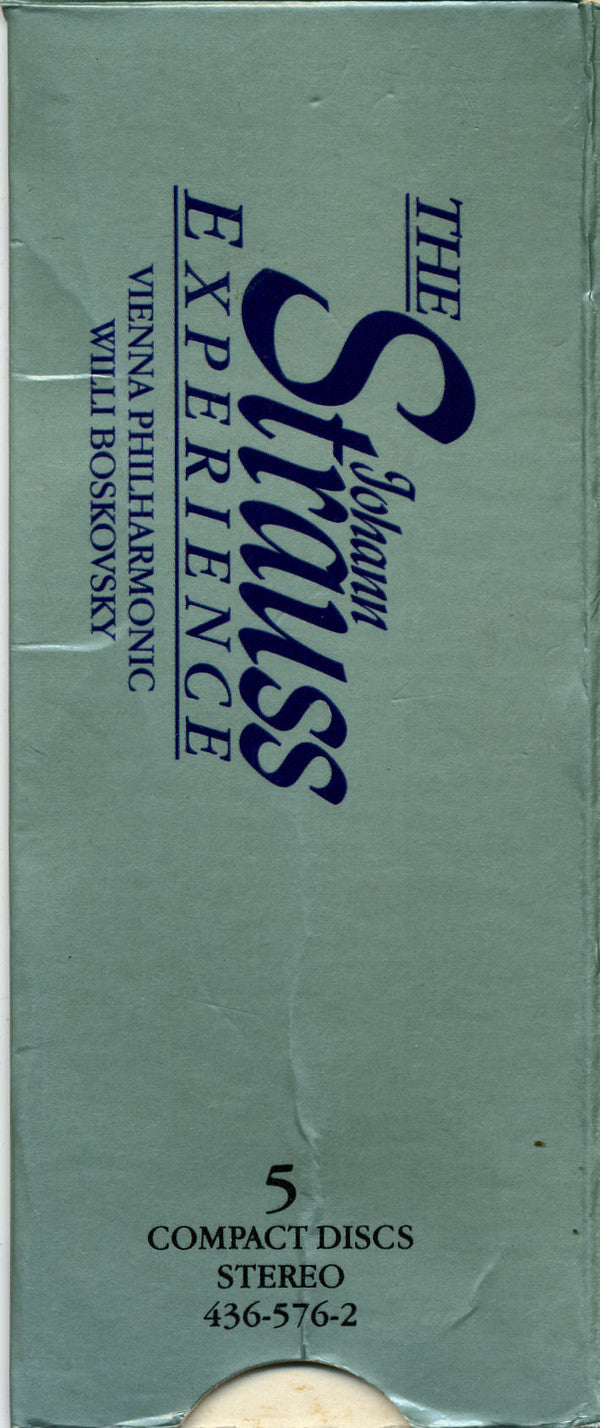 THE
Johann
Strauss
EXPERIENCE
VIENNA PHILHARMONIC
WILLI BOSKOVSKY
5
COMPACT DISCS
STEREO
436-576-2